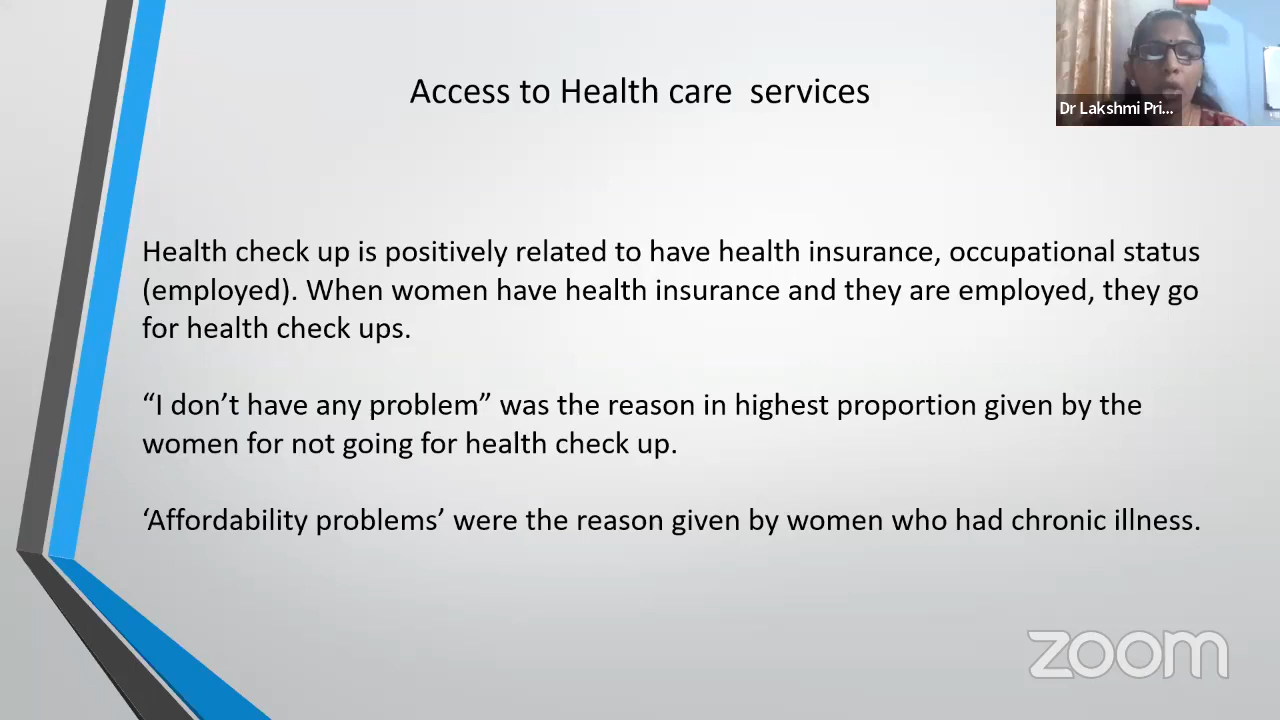 Access to Health care  services
Dr Lakshmi Pri...
Health check up is positively related to have health insurance, occupational status
(employed). When women have health insurance and they are employed, they go
for health check ups.
“I don’t have any problem” was the reason in highest proportion given by the
women for not going for health check up.
‘Affordability problems’ were the reason given by women who had chronic illness.
zoom